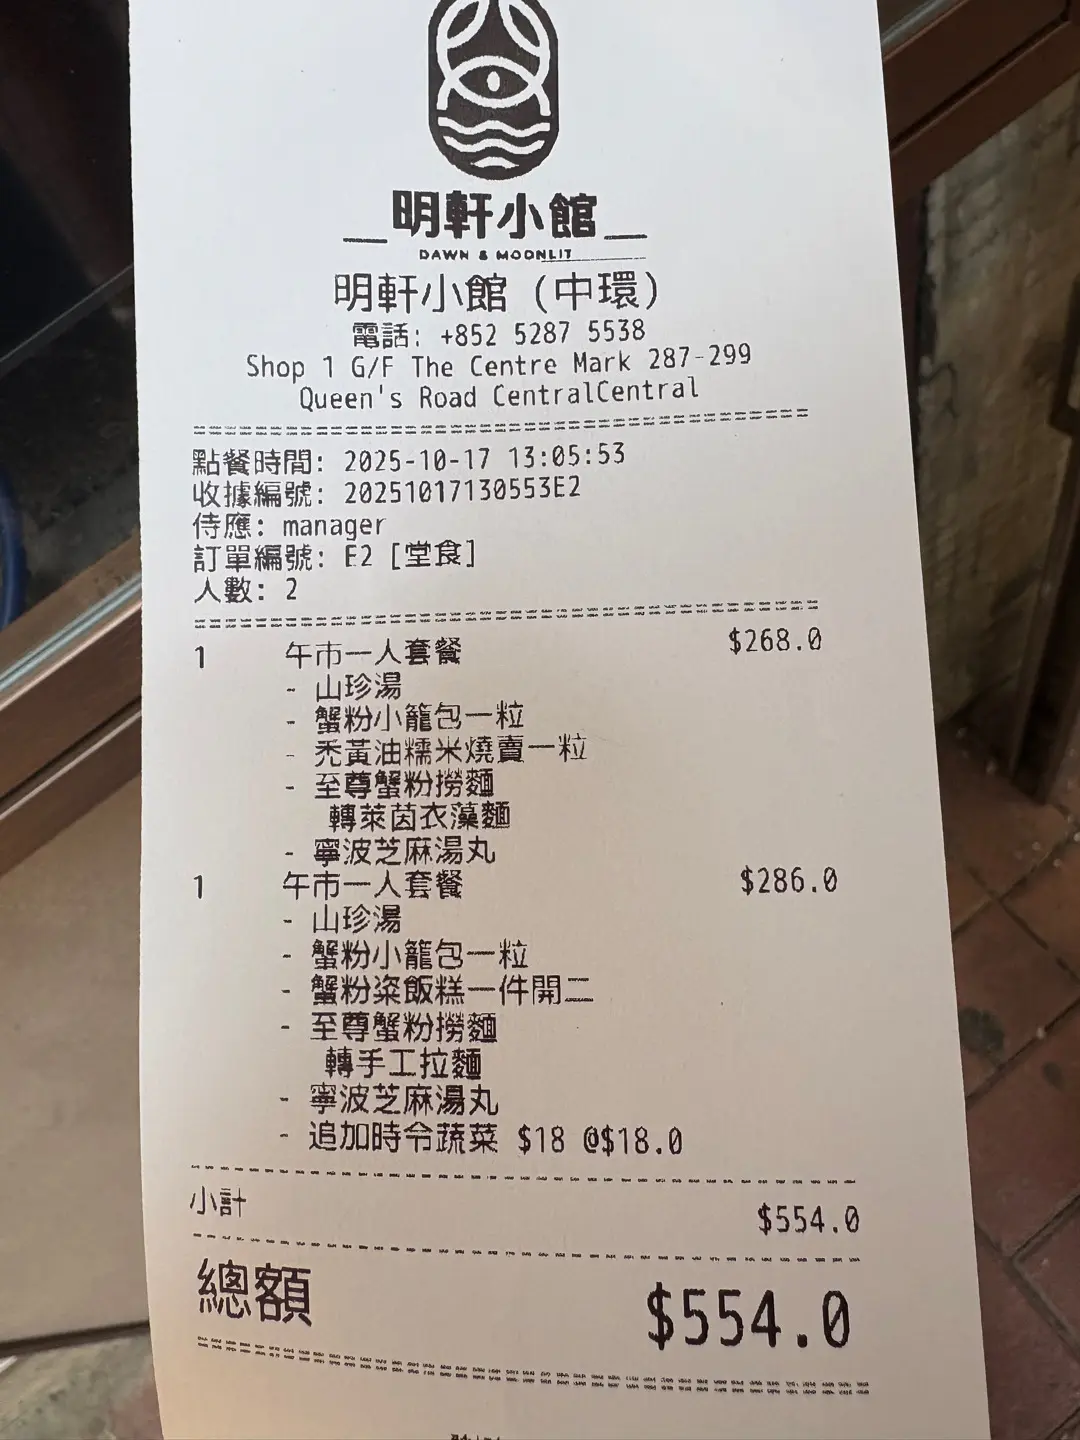 明軒小館
DAWN & MOONLIT
明軒小館 (中環)
電話: +852 5287 5538
Shop 1 G/F The Centre Mark 287-299
Queen's Road CentralCentral
點餐時間: 2025-10-17 13:05:53
收據編號: 20251017130553E2
侍應: manager
訂單編號: E2 [堂食]
人數: 2
1 午市一人套餐 $268.0
- 山珍湯
- 蟹粉小籠包一粒
- 禿黃油糯米燒賣一粒
- 至尊蟹粉撈麵
轉萊茵衣藻麵
- 寧波芝麻湯丸
1 午市一人套餐 $286.0
- 山珍湯
- 蟹粉小籠包一粒
- 蟹粉粢飯糕一件開二
- 至尊蟹粉撈麵
轉手工拉麵
- 寧波芝麻湯丸
- 追加時令蔬菜 $18 @$18.0
小計 $554.0
總額 $554.0